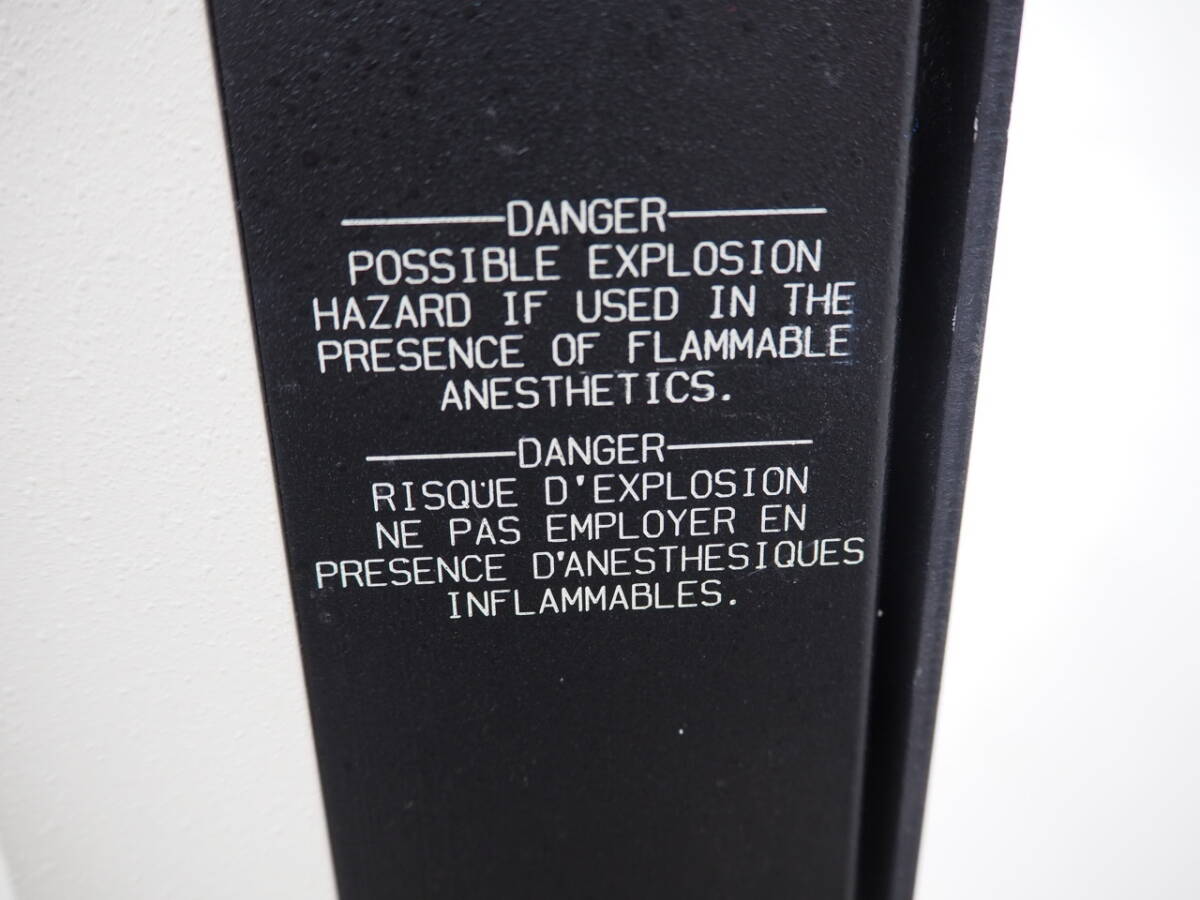 DANGER
POSSIBLE EXPLOSION
HAZARD IF USED IN THE
PRESENCE OF FLAMMABLE
ANESTHETICS.
DANGER
RISQUE D'EXPLOSION
NE PAS EMPLOYER EN
PRESENCE D'ANESTHESIQUES
INFLAMMABLES.